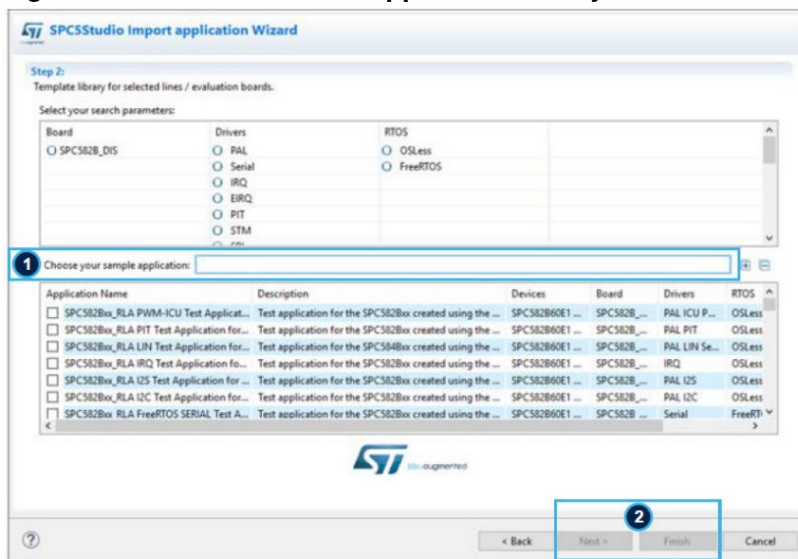 SPC5Studio Import application Wizard
Step 2:
Template library for selected lines / evaluation boards.
Select your search parameters:
Board Drivers RTOS
SPC582B_DIS PAL OSLess
Serial FreeRTOS
IRQ
EIRQ
PIT
STM
1 Choose your sample application:
Application Name Description Devices Board Drivers RTOS
SPC582Bxx_RLA PWM-ICU Test Applicat... Test application for the SPC582Bxx created using the ... SPC582B60E1 ... SPC582B_... PAL ICU P... OSLess
SPC582Bxx_RLA PIT Test Application for... Test application for the SPC582Bxx created using the ... SPC582B60E1 ... SPC582B_... PAL PIT OSLess
SPC582Bxx_RLA LIN Test Application for... Test application for the SPC584Bxx created using the ... SPC582B60E1 ... SPC582B_... PAL LIN Se... OSLess
SPC582Bxx_RLA IRQ Test Application fo... Test application for the SPC582Bxx created using the ... SPC582B60E1 ... SPC582B_... IRQ OSLess
SPC582Bxx_RLA I2S Test Application for ... Test application for the SPC582Bxx created using the ... SPC582B60E1 ... SPC582B_... PAL I2S OSLess
SPC582Bxx_RLA I2C Test Application for... Test application for the SPC582Bxx created using the ... SPC582B60E1 ... SPC582B_... PAL I2C OSLess
SPC582Bxx_RLA FreeRTOS SERIAL Test A... Test application for the SPC582Bxx created using the ... SPC582B60E1 ... SPC582B ... Serial FreeRT
ST life.augmented
2
< Back Next > Finish Cancel